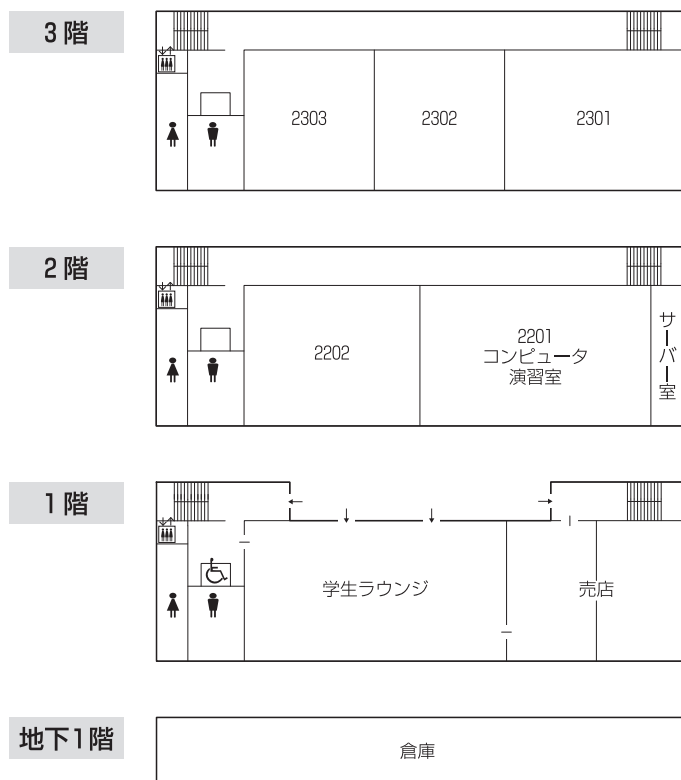 3階
2303
2302
2301
2階
2202
2201
コンピュータ
演習室
サーバー室
1階
学生ラウンジ
売店
地下1階
倉庫